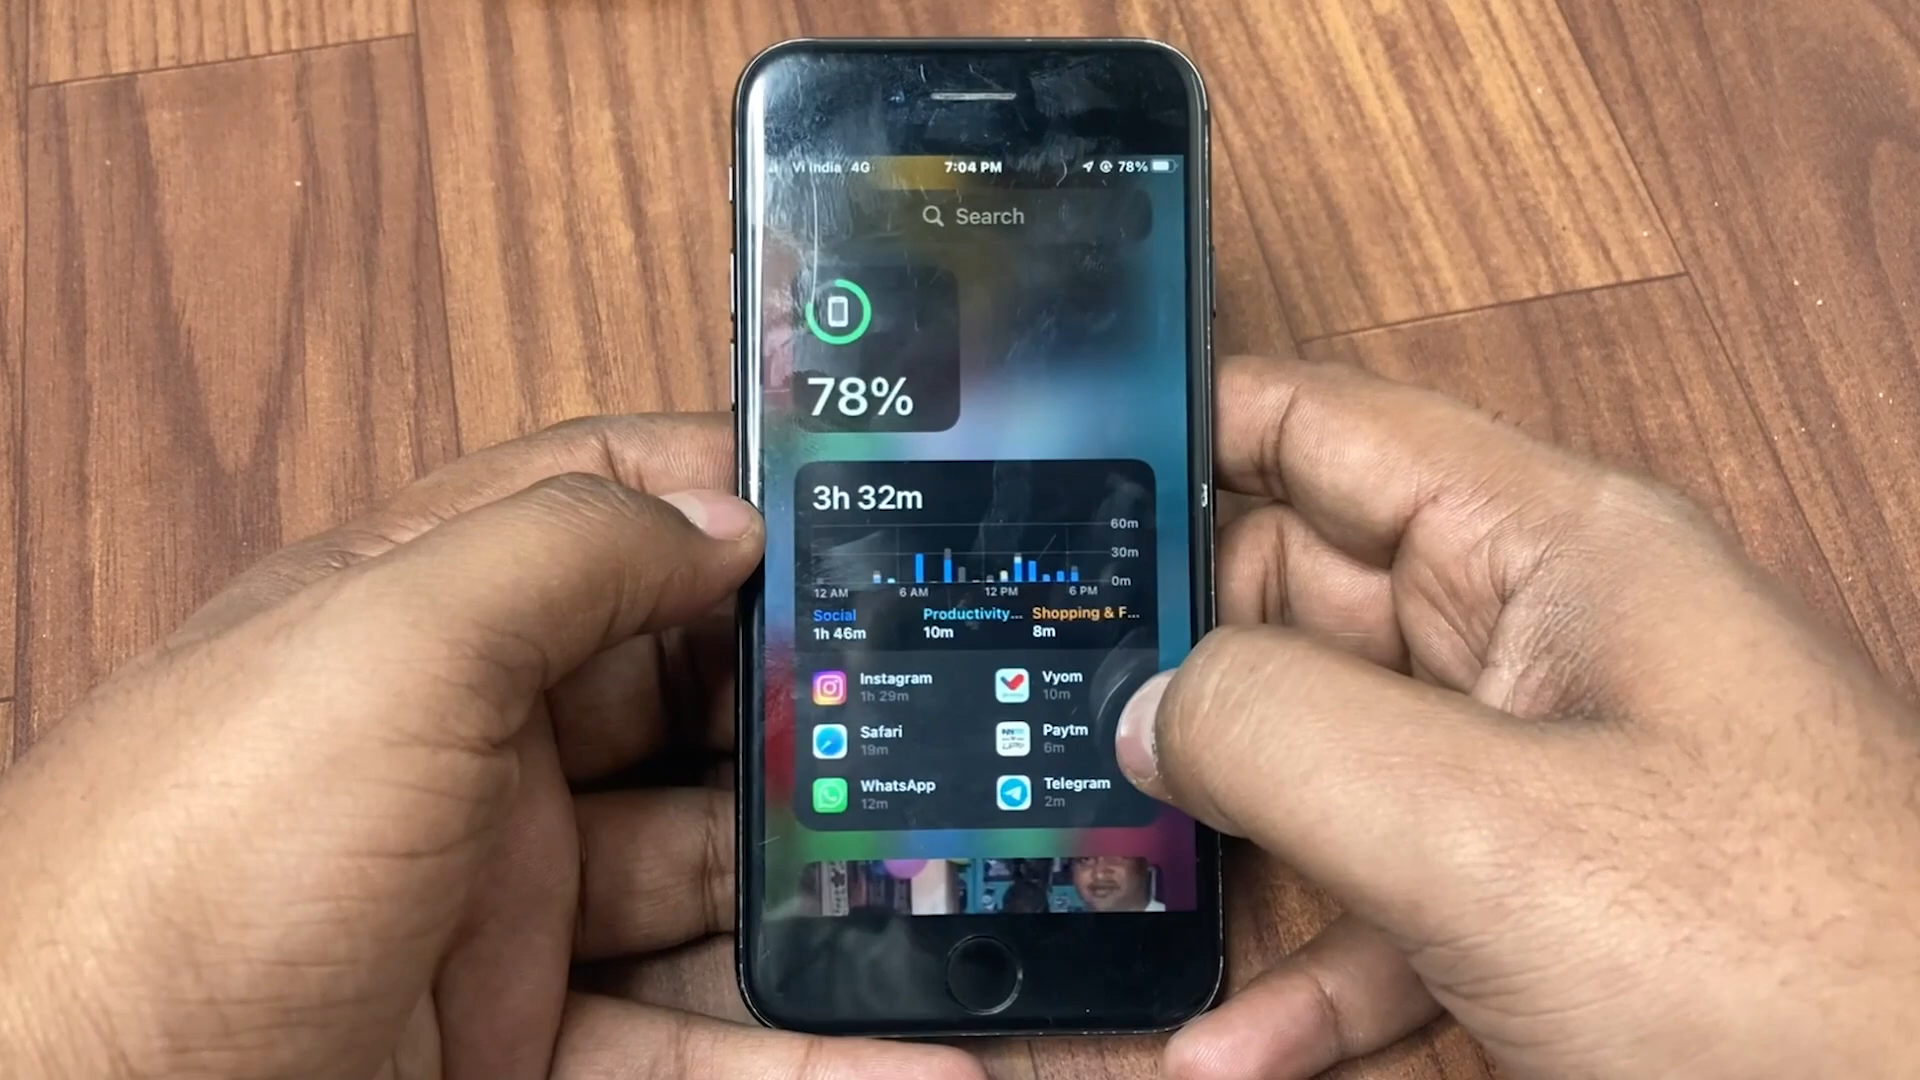 Vi India 4G 7:04 PM 78%
Search
78%
3h 32m
60m
30m
0m
12 AM 6 AM 12 PM 6 PM
Social Productivity... Shopping & F...
1h 46m 10m 8m
Instagram Vyom
1h 29m 10m
Safari Paytm
19m 6m
WhatsApp Telegram
12m 2m